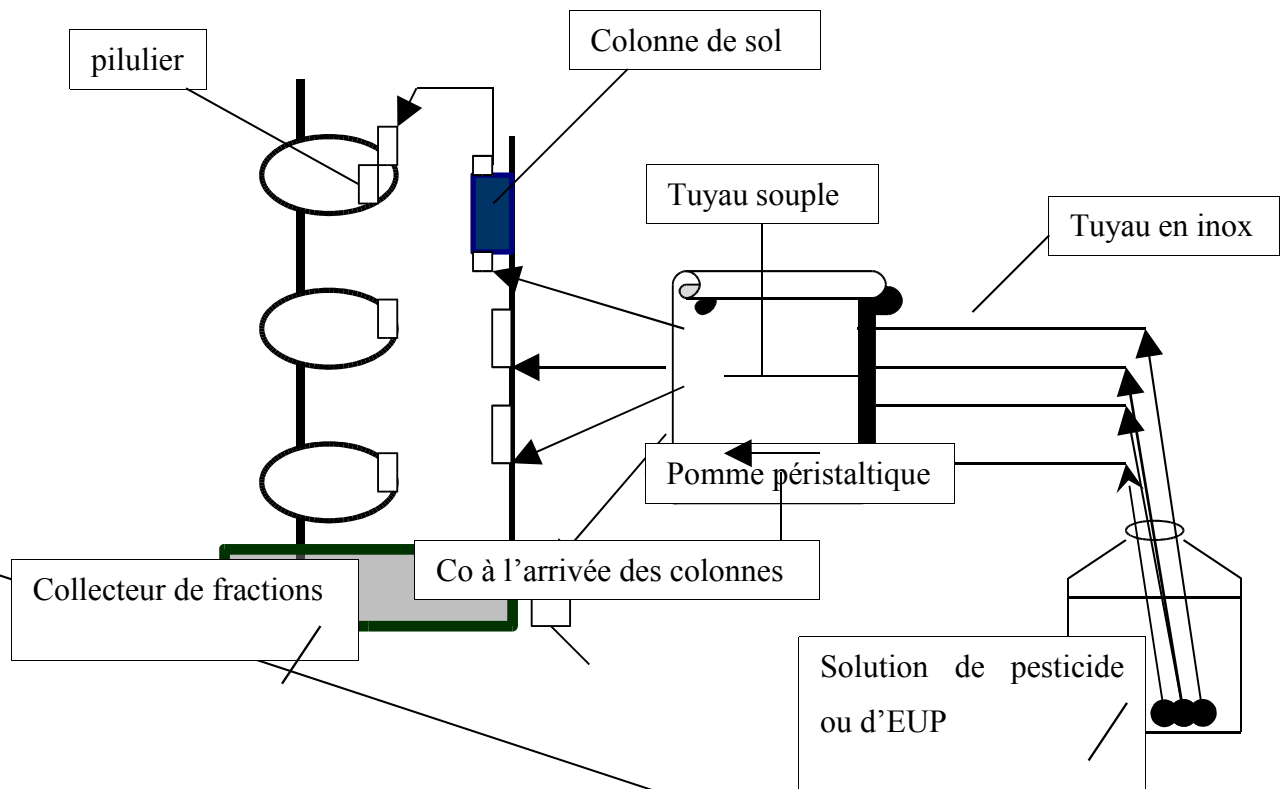 Colonne de sol
pilulier
Tuyau souple
Tuyau en inox
Pomme péristaltique
Co à l’arrivée des colonnes
Collecteur de fractions
Solution de pesticide
ou d’EUP